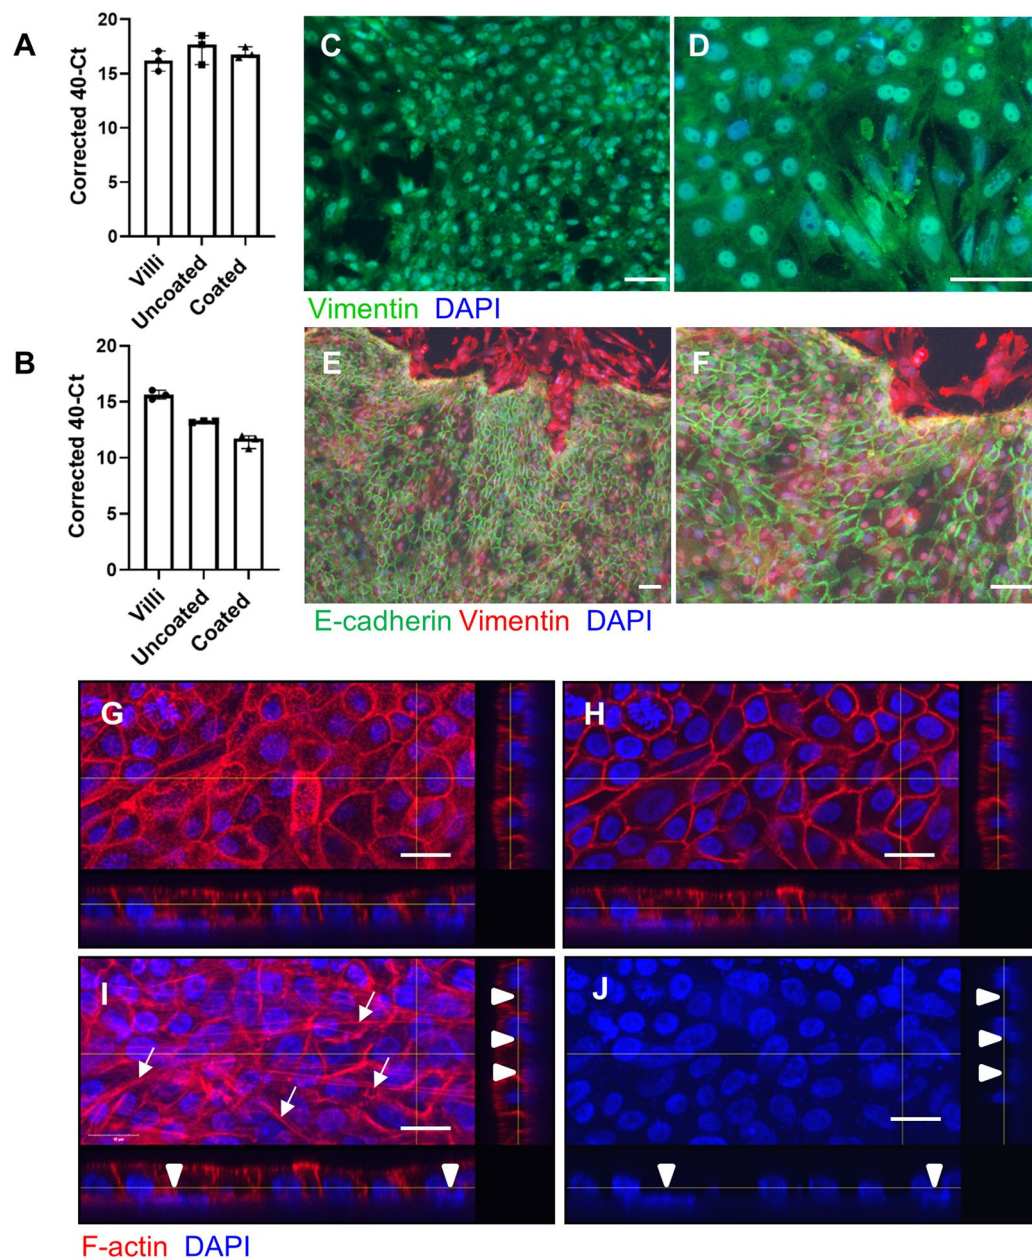 A
Corrected 40-Ct
20
15
10
5
0
Villi
Uncoated
Coated
C
D
Vimentin DAPI
B
Corrected 40-Ct
20
15
10
5
0
Villi
Uncoated
Coated
E
F
E-cadherin Vimentin DAPI
G
H
I
J
F-actin DAPI